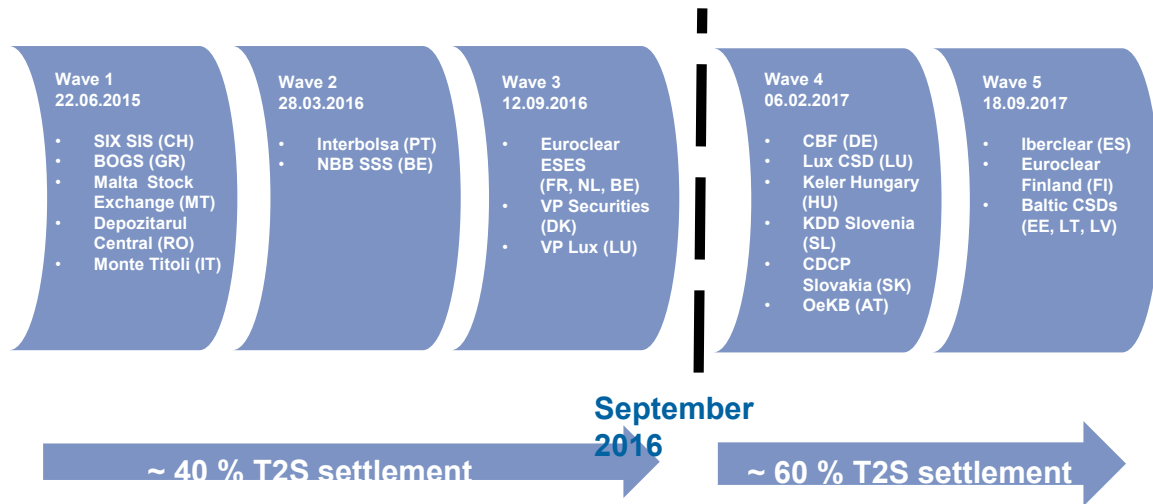 Wave 1
22.06.2015
• SIX SIS (CH)
• BOGS (GR)
• Malta Stock
Exchange (MT)
• Depozitarul
Central (RO)
• Monte Titoli (IT)
Wave 2
28.03.2016
• Interbolsa (PT)
• NBB SSS (BE)
Wave 3
12.09.2016
• Euroclear
ESES
(FR, NL, BE)
• VP Securities
(DK)
• VP Lux (LU)
Wave 4
06.02.2017
• CBF (DE)
• Lux CSD (LU)
• Keler Hungary
(HU)
• KDD Slovenia
(SL)
• CDCP
Slovakia (SK)
• OeKB (AT)
Wave 5
18.09.2017
• Iberclear (ES)
• Euroclear
Finland (FI)
• Baltic CSDs
(EE, LT, LV)
September
2016
~ 40 % T2S settlement
~ 60 % T2S settlement